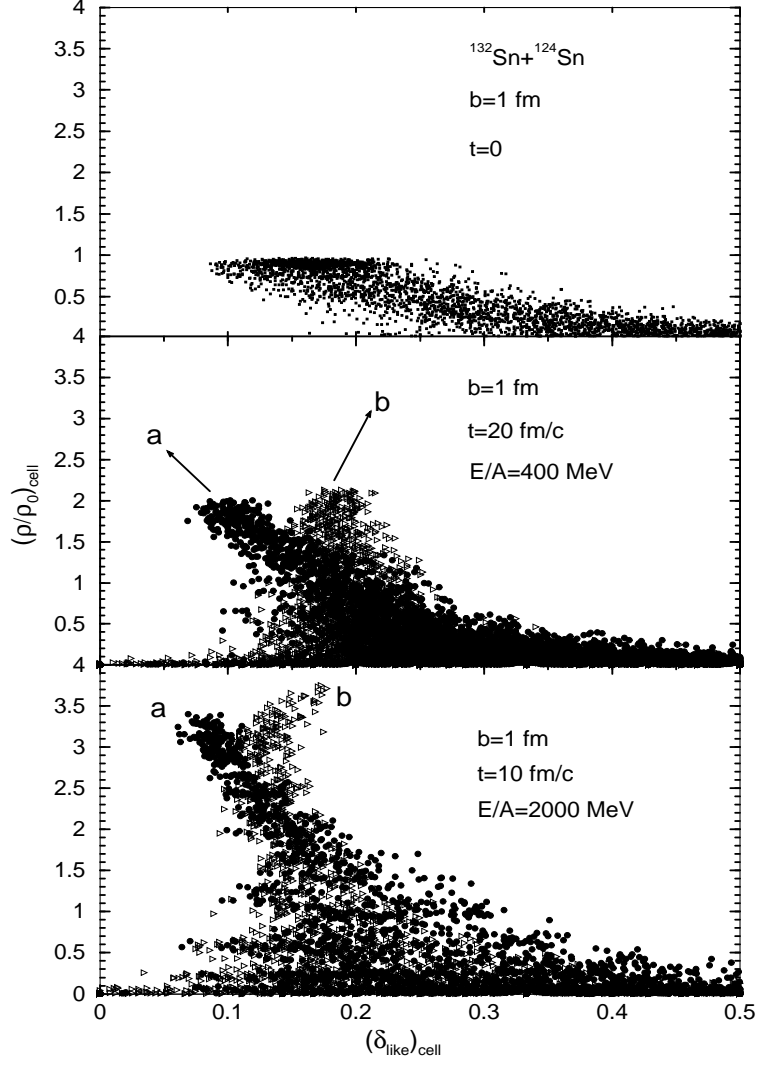 4
3.5
3
2.5
2
1.5
1
0.5
¹³²Sn+¹²⁴Sn
b=1 fm
t=0
4
3.5
3
2.5
2
1.5
1
0.5
a
b
b=1 fm
t=20 fm/c
E/A=400 MeV
(ρ/ρ₀)cell
4
3.5
3
2.5
2
1.5
1
0.5
0
a
b
b=1 fm
t=10 fm/c
E/A=2000 MeV
0 0.1 0.2 0.3 0.4 0.5
(δlike)cell